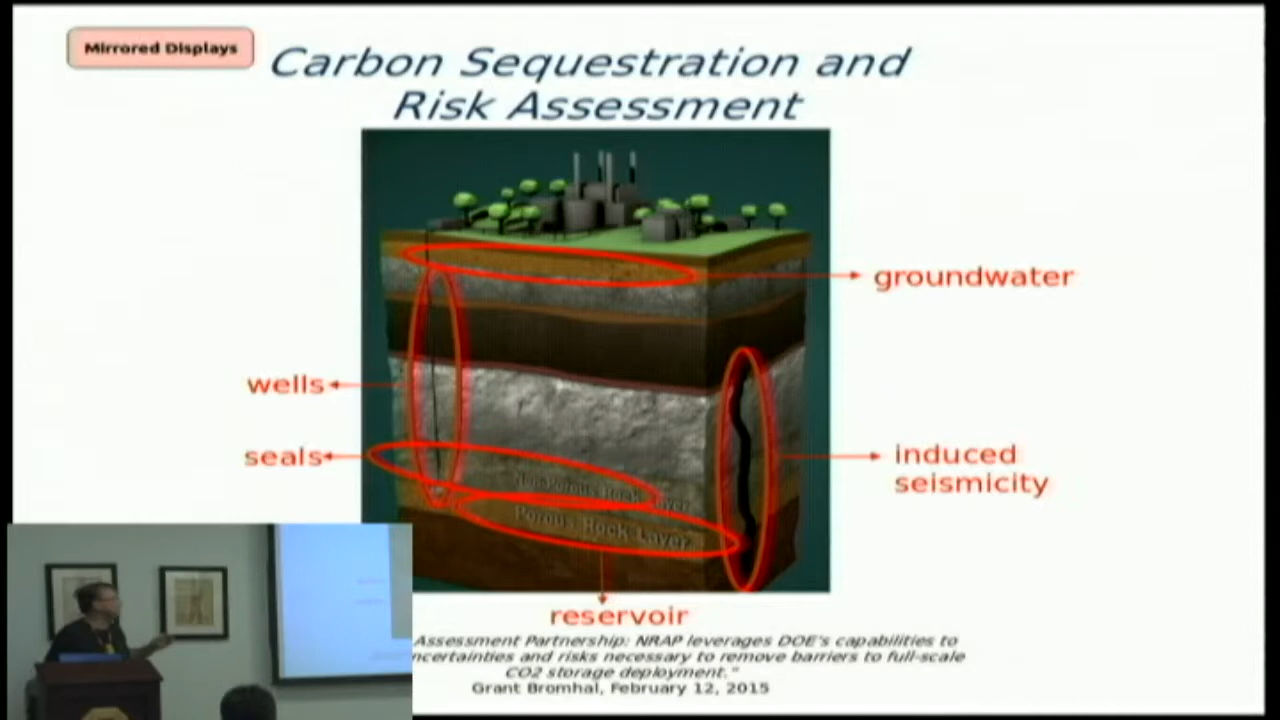 Mirrored Displays
Carbon Sequestration and
Risk Assessment
groundwater
wells
seals
induced
seismicity
Non-Porous Rock Layer
Porous Rock Layer
reservoir
Assessment Partnership: NRAP leverages DOE's capabilities to
and risks necessary to remove barriers to full-scale
CO2 storage deployment."
Grant Bromhal, February 12, 2015